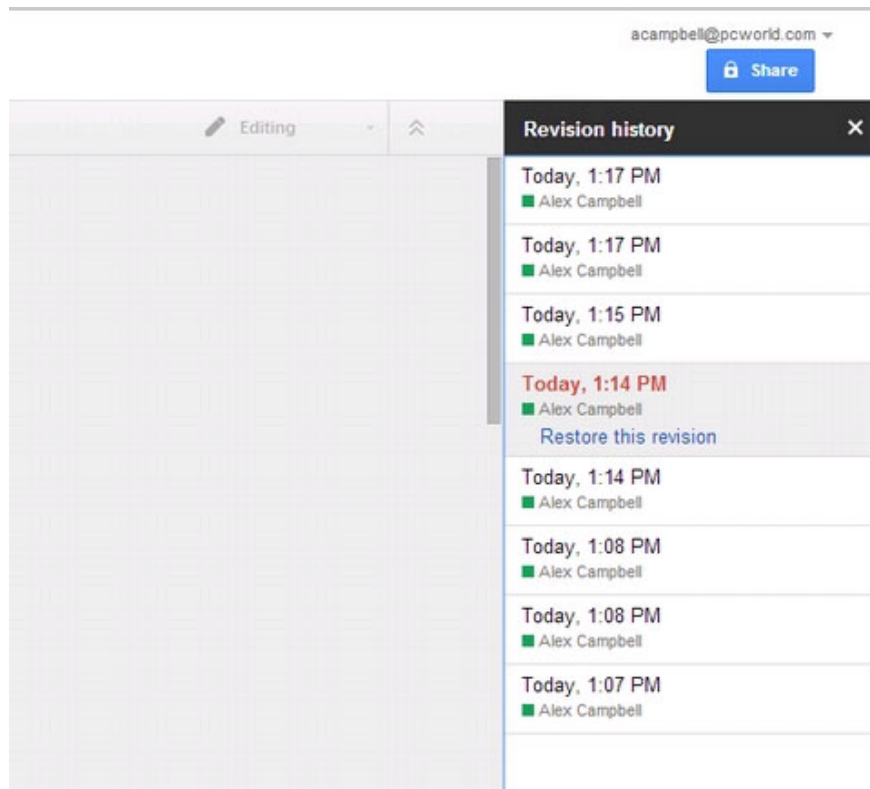 acampbell@pcworld.com
Share
Editing
Revision history
Today, 1:17 PM
Alex Campbell
Today, 1:17 PM
Alex Campbell
Today, 1:15 PM
Alex Campbell
Today, 1:14 PM
Alex Campbell
Restore this revision
Today, 1:14 PM
Alex Campbell
Today, 1:08 PM
Alex Campbell
Today, 1:08 PM
Alex Campbell
Today, 1:07 PM
Alex Campbell